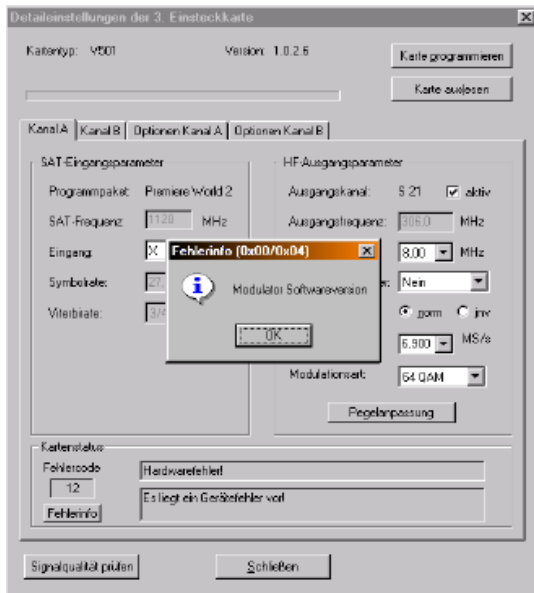 Detaileinstellungen der 3. Einsteckkarte
Kartentyp: V501 Version: 1.0.2.6
Karte programmieren
Karte auslesen
Kanal A Kanal B Optionen Kanal A Optionen Kanal B
SAT-Eingangsparameter
Programmpaket: Premiere World 2
SAT-Frequenz 1120 MHz
Eingang: X
Symbolrate: 27,
Viterbirate: 3/4
HF-Ausgangsparameter
Ausgangskanal: S 21 aktiv
Ausgangsfrequenz: 306.0 MHz
8.00 MHz
Nein
norm inv
6.900 MS/s
Modulationsart: 64 QAM
Pegelanpassung
Fehlerinfo (0x00/0x04)
Modulator Softwareversion
OK
Kartenstatus
Fehlercode
12
Fehlerinfo
Hardwarefehler!
Es liegt ein Gerätefehler vor!
Signalqualität prüfen
Schließen